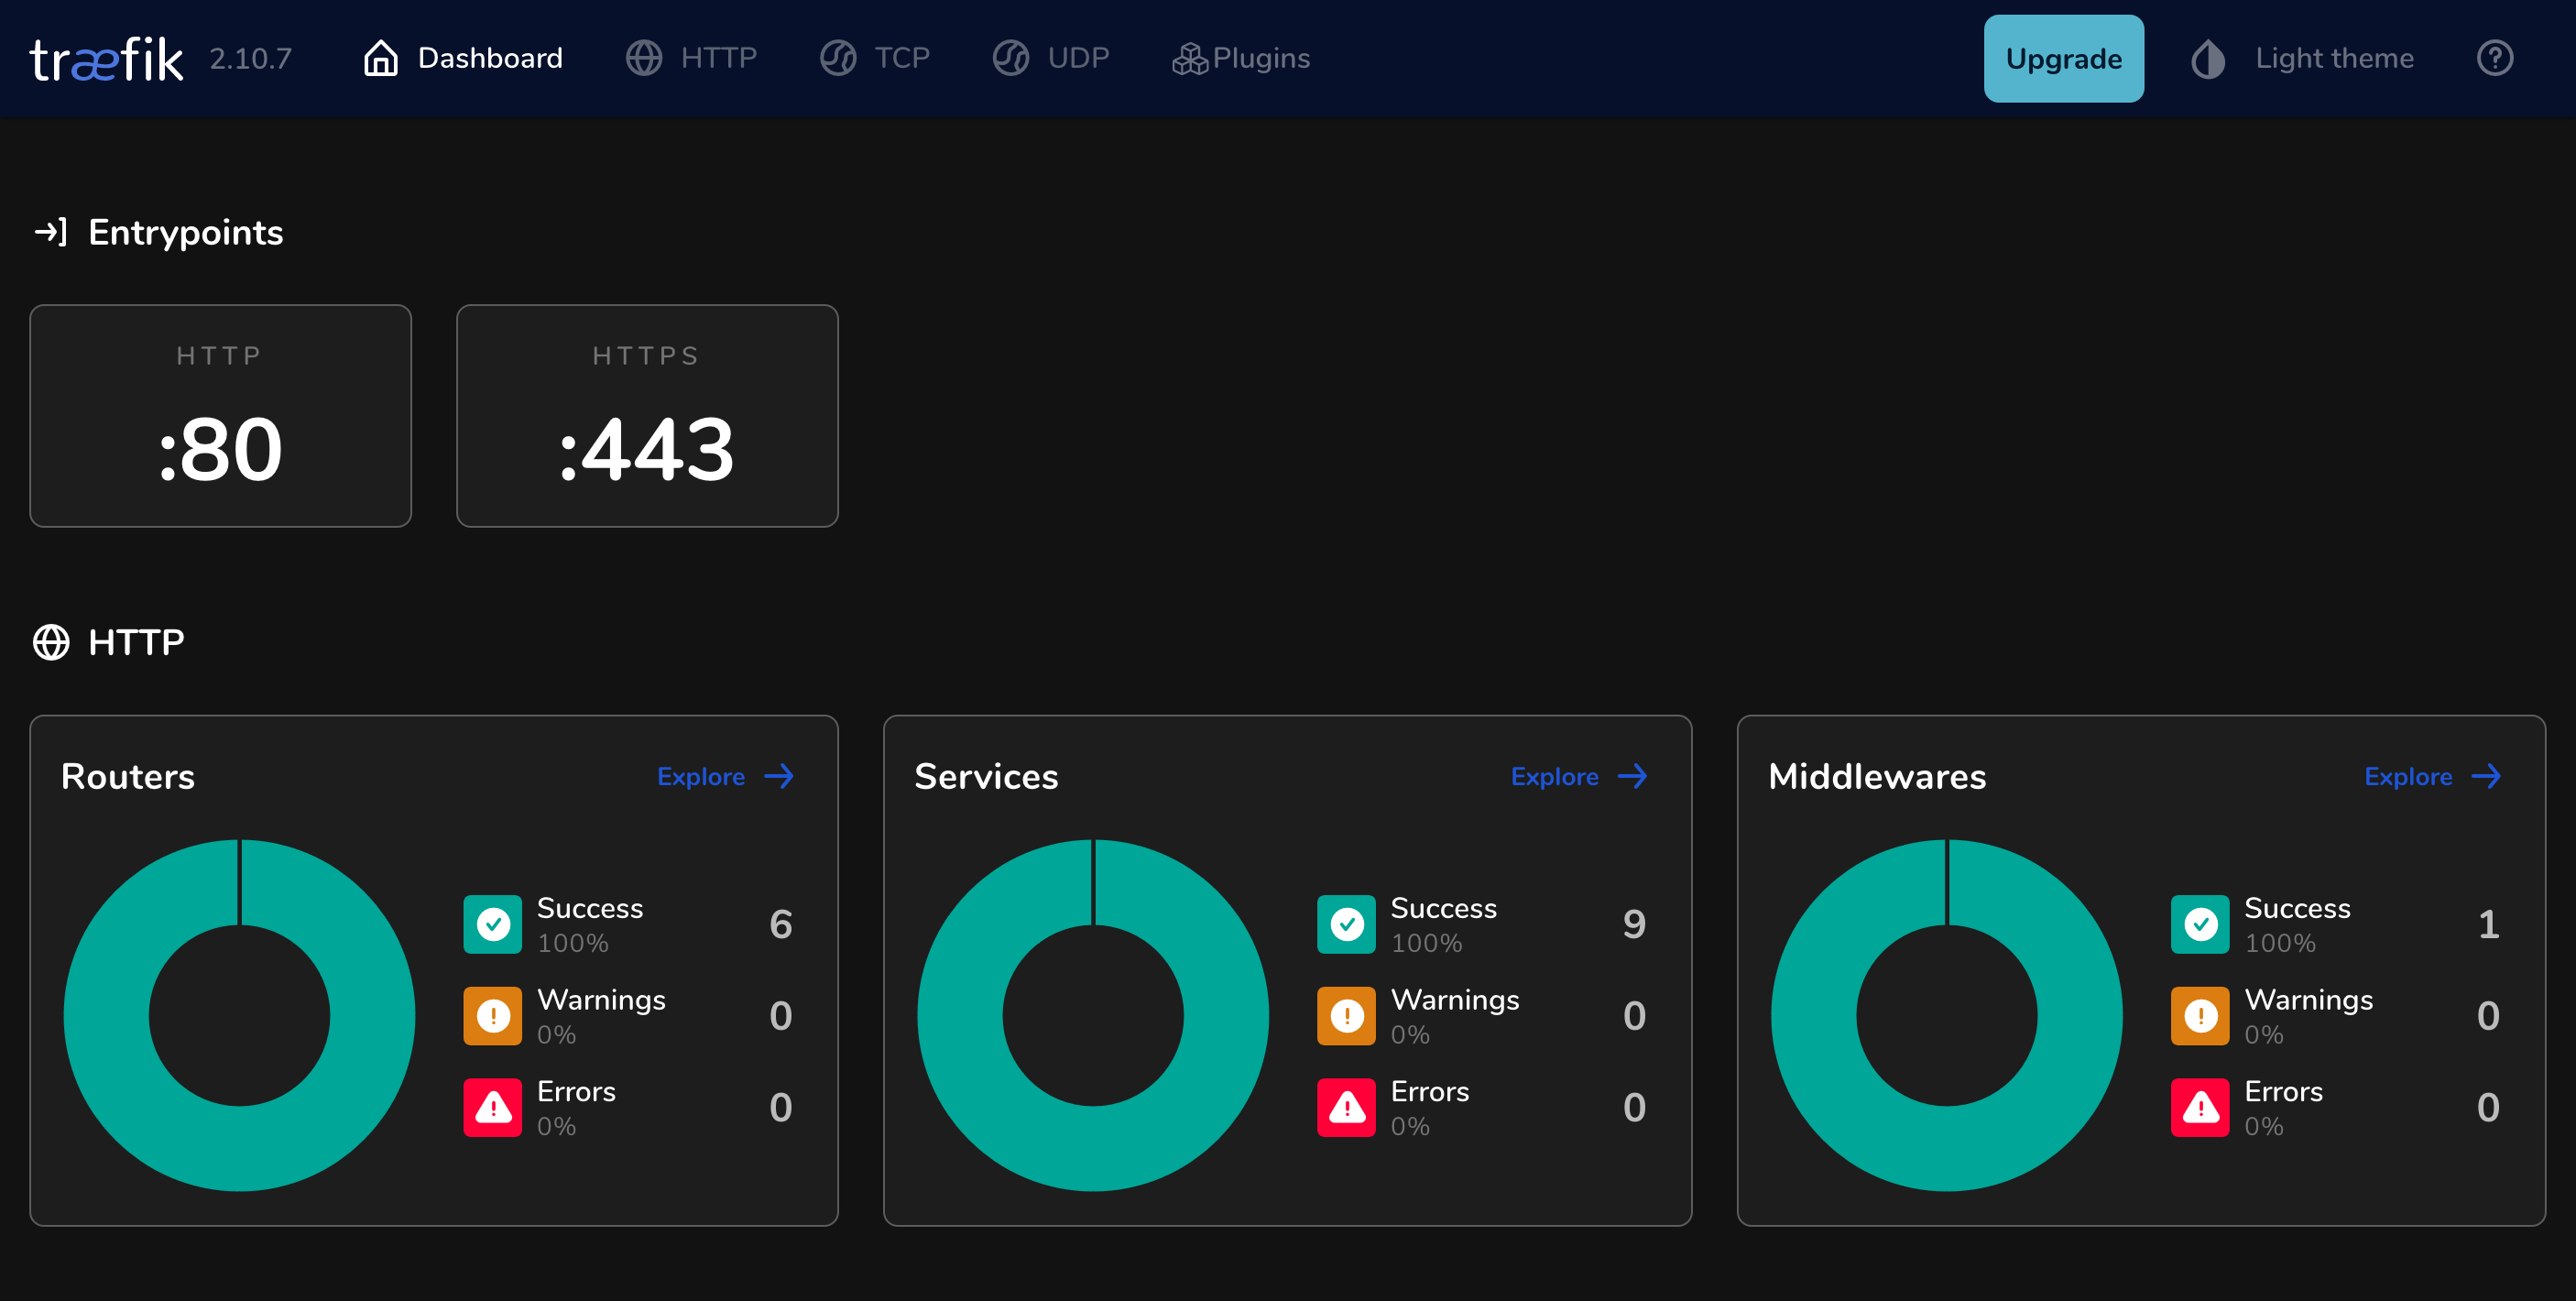 træfik 2.10.7 Dashboard HTTP TCP UDP Plugins Upgrade Light theme
Entrypoints
HTTP HTTPS
:80 :443
HTTP
Routers Explore
Success 6
100%
Warnings 0
0%
Errors 0
0%
Services Explore
Success 9
100%
Warnings 0
0%
Errors 0
0%
Middlewares Explore
Success 1
100%
Warnings 0
0%
Errors 0
0%